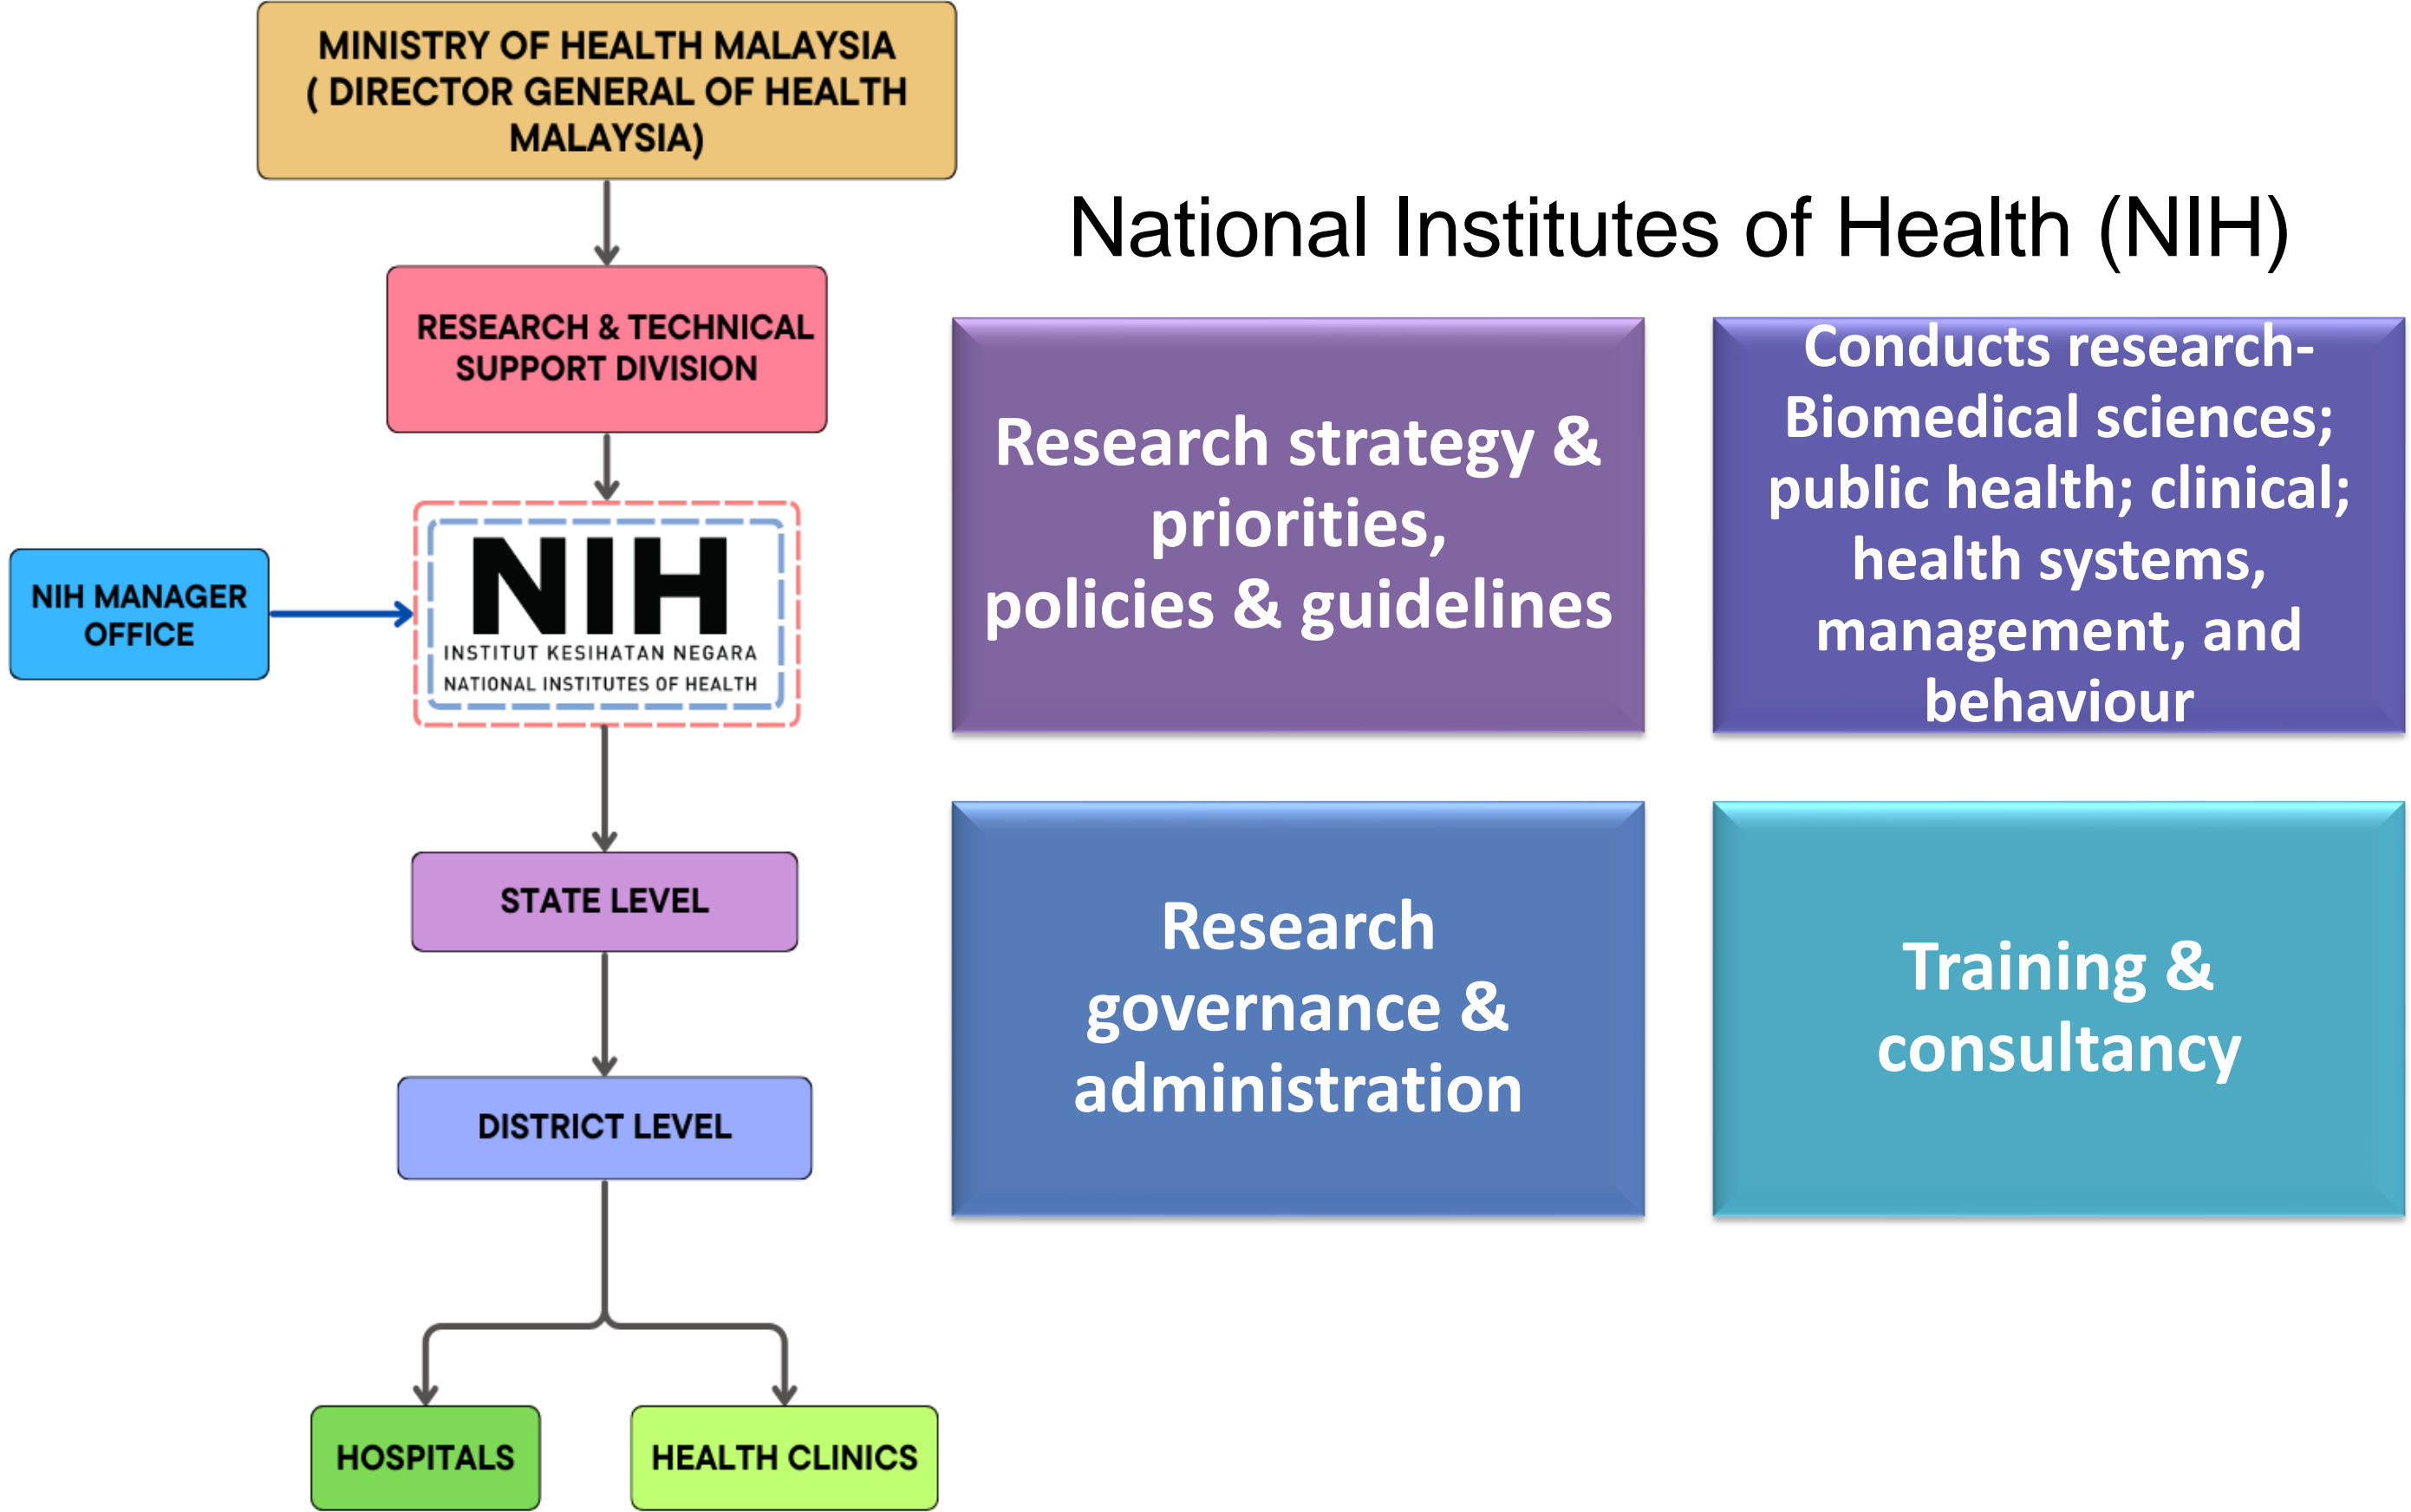 MINISTRY OF HEALTH MALAYSIA
( DIRECTOR GENERAL OF HEALTH
MALAYSIA)
RESEARCH & TECHNICAL
SUPPORT DIVISION
NIH MANAGER
OFFICE
NIH
INSTITUT KESIHATAN NEGARA
NATIONAL INSTITUTES OF HEALTH
STATE LEVEL
DISTRICT LEVEL
HOSPITALS
HEALTH CLINICS
National Institutes of Health (NIH)
Research strategy &
priorities,
policies & guidelines
Conducts research-
Biomedical sciences;
public health; clinical;
health systems,
management, and
behaviour
Research
governance &
administration
Training &
consultancy